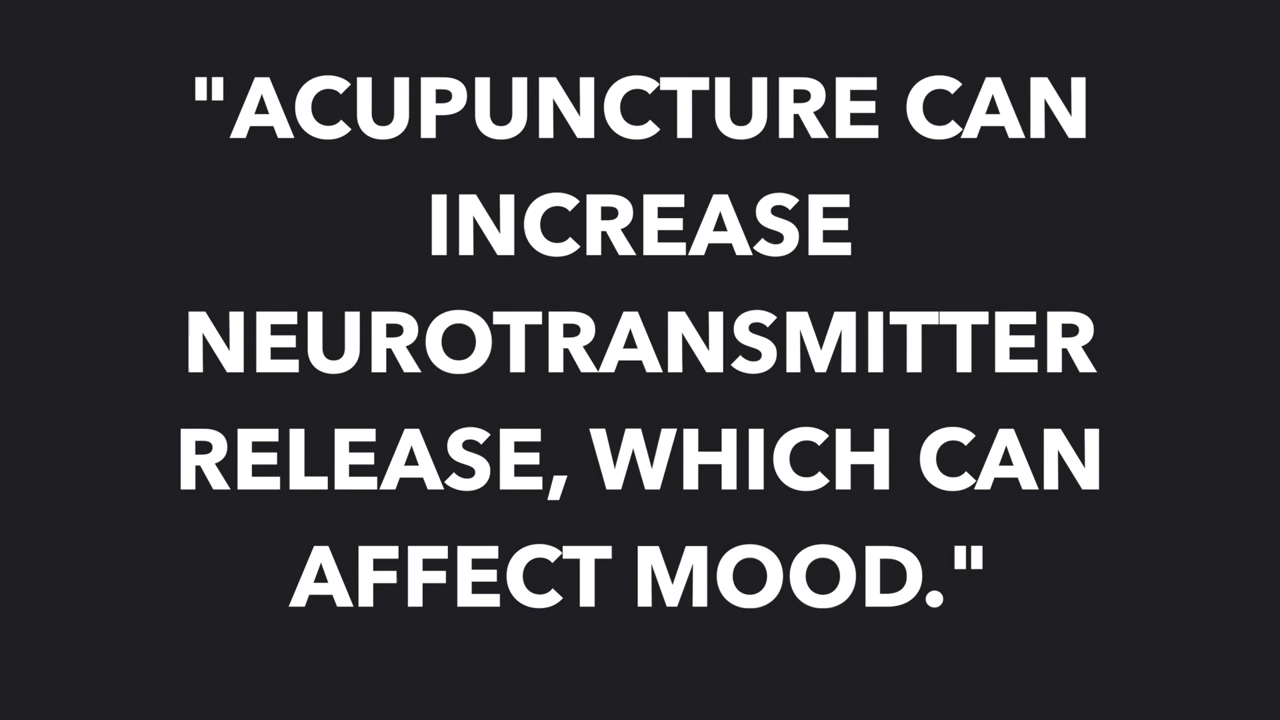 "ACUPUNCTURE CAN
INCREASE
NEUROTRANSMITTER
RELEASE, WHICH CAN
AFFECT MOOD."